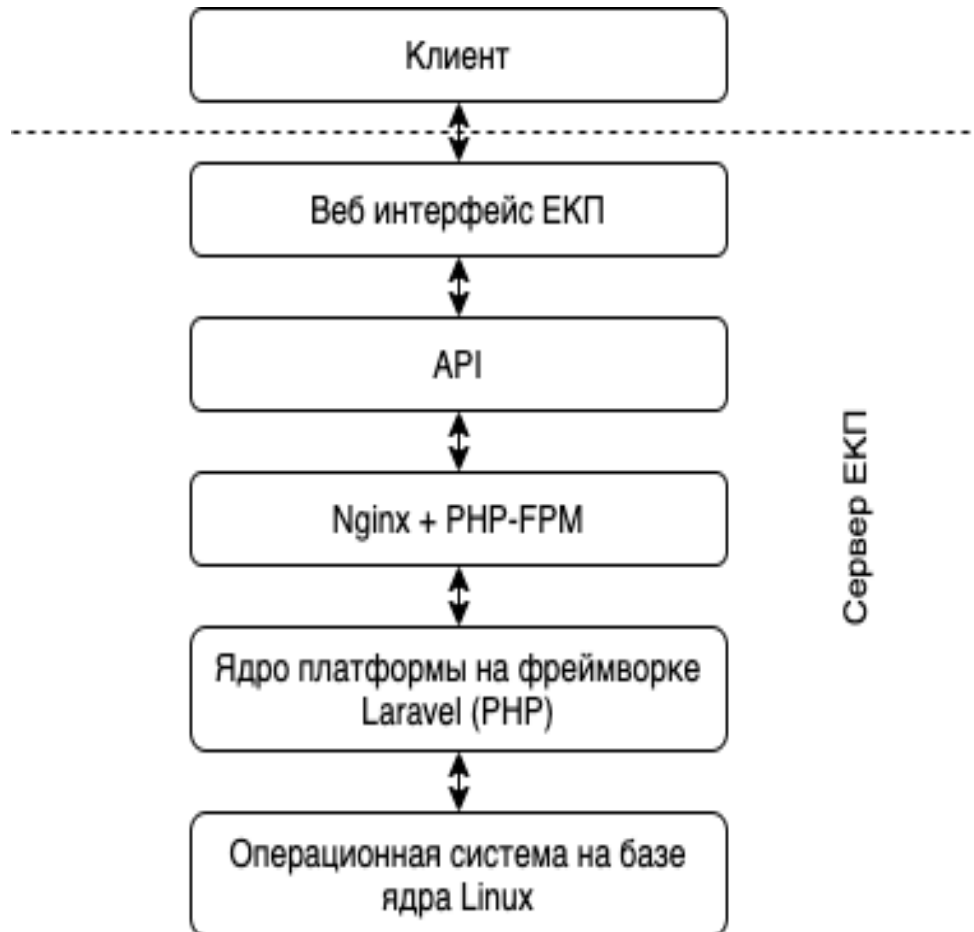 Клиент
Веб интерфейс ЕКП
API
Nginx + PHP-FPM
Ядро платформы на фреймворке
Laravel (PHP)
Операционная система на базе
ядра Linux
Сервер ЕКП